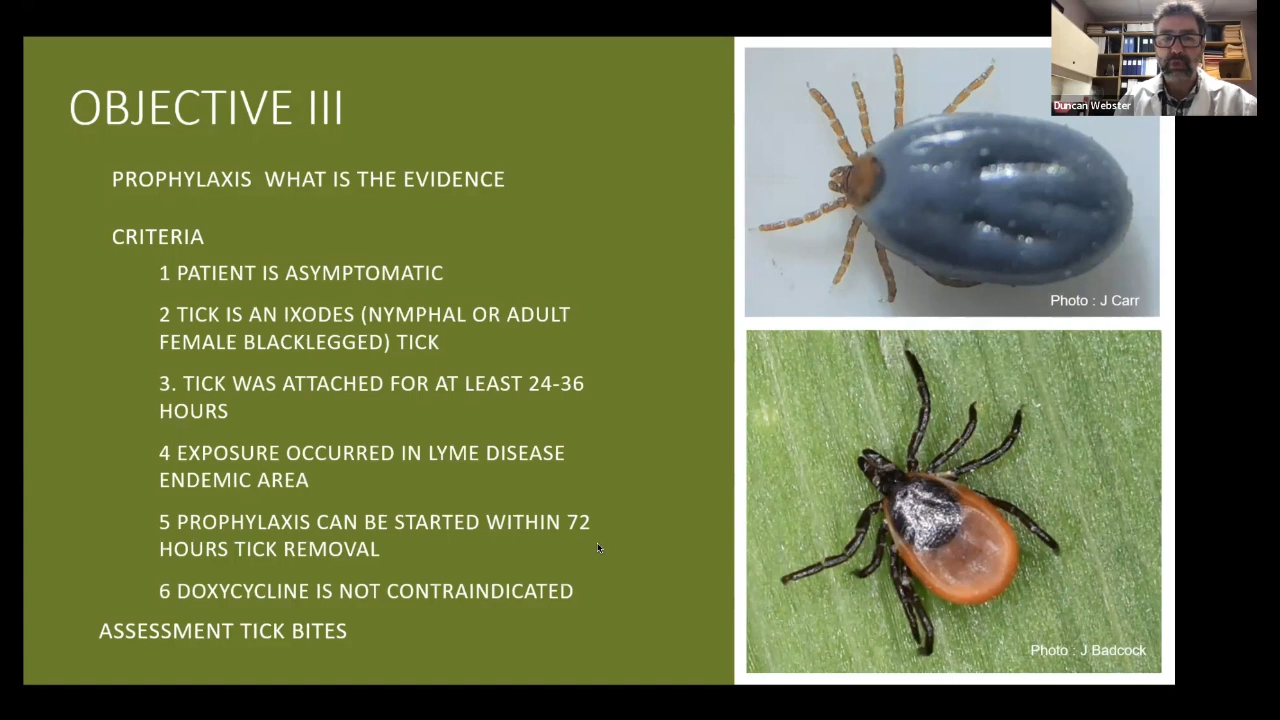 OBJECTIVE III
PROPHYLAXIS WHAT IS THE EVIDENCE
CRITERIA
1 PATIENT IS ASYMPTOMATIC
2 TICK IS AN IXODES (NYMPHAL OR ADULT
FEMALE BLACKLEGGED) TICK
3. TICK WAS ATTACHED FOR AT LEAST 24-36
HOURS
4 EXPOSURE OCCURRED IN LYME DISEASE
ENDEMIC AREA
5 PROPHYLAXIS CAN BE STARTED WITHIN 72
HOURS TICK REMOVAL
6 DOXYCYCLINE IS NOT CONTRAINDICATED
ASSESSMENT TICK BITES
Photo : J Carr
Photo : J Badcock
Duncan Webster